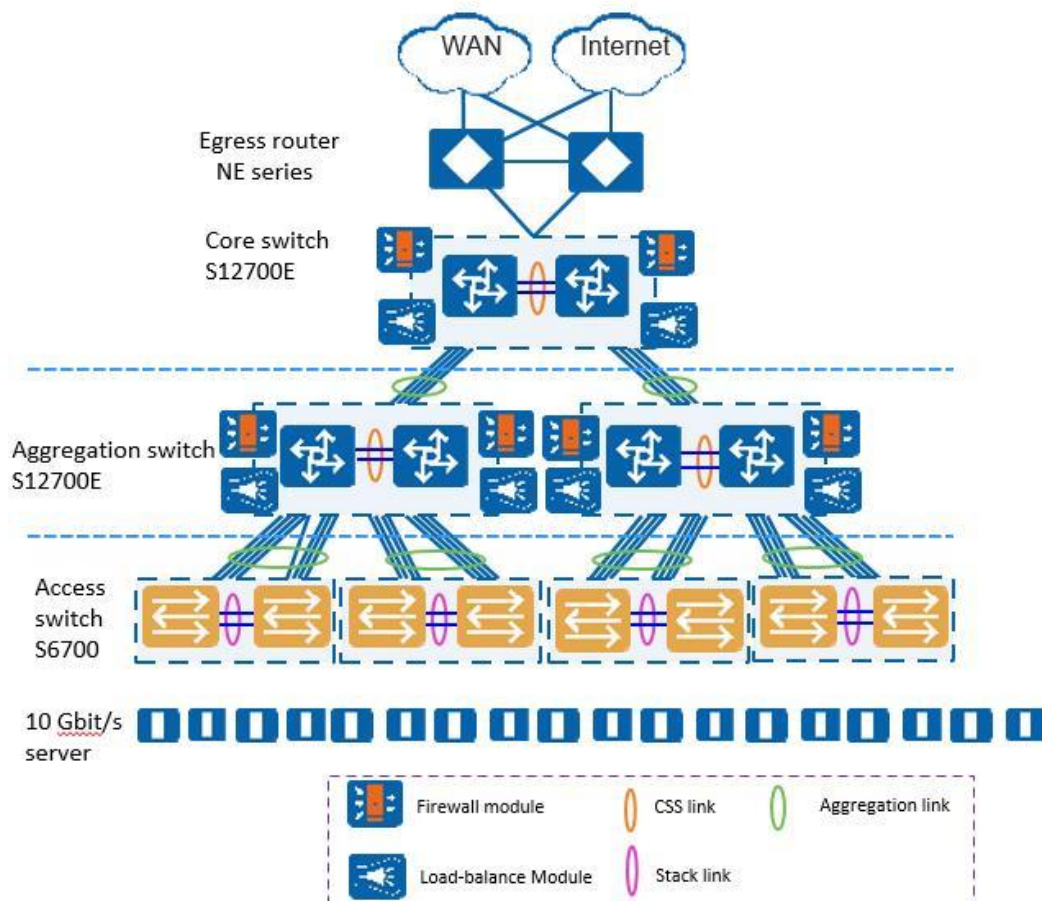 WAN
Internet
Egress router
NE series
Core switch
S12700E
Aggregation switch
S12700E
Access
switch
S6700
10 Gbit/s
server
Firewall module
CSS link
Aggregation link
Load-balance Module
Stack link